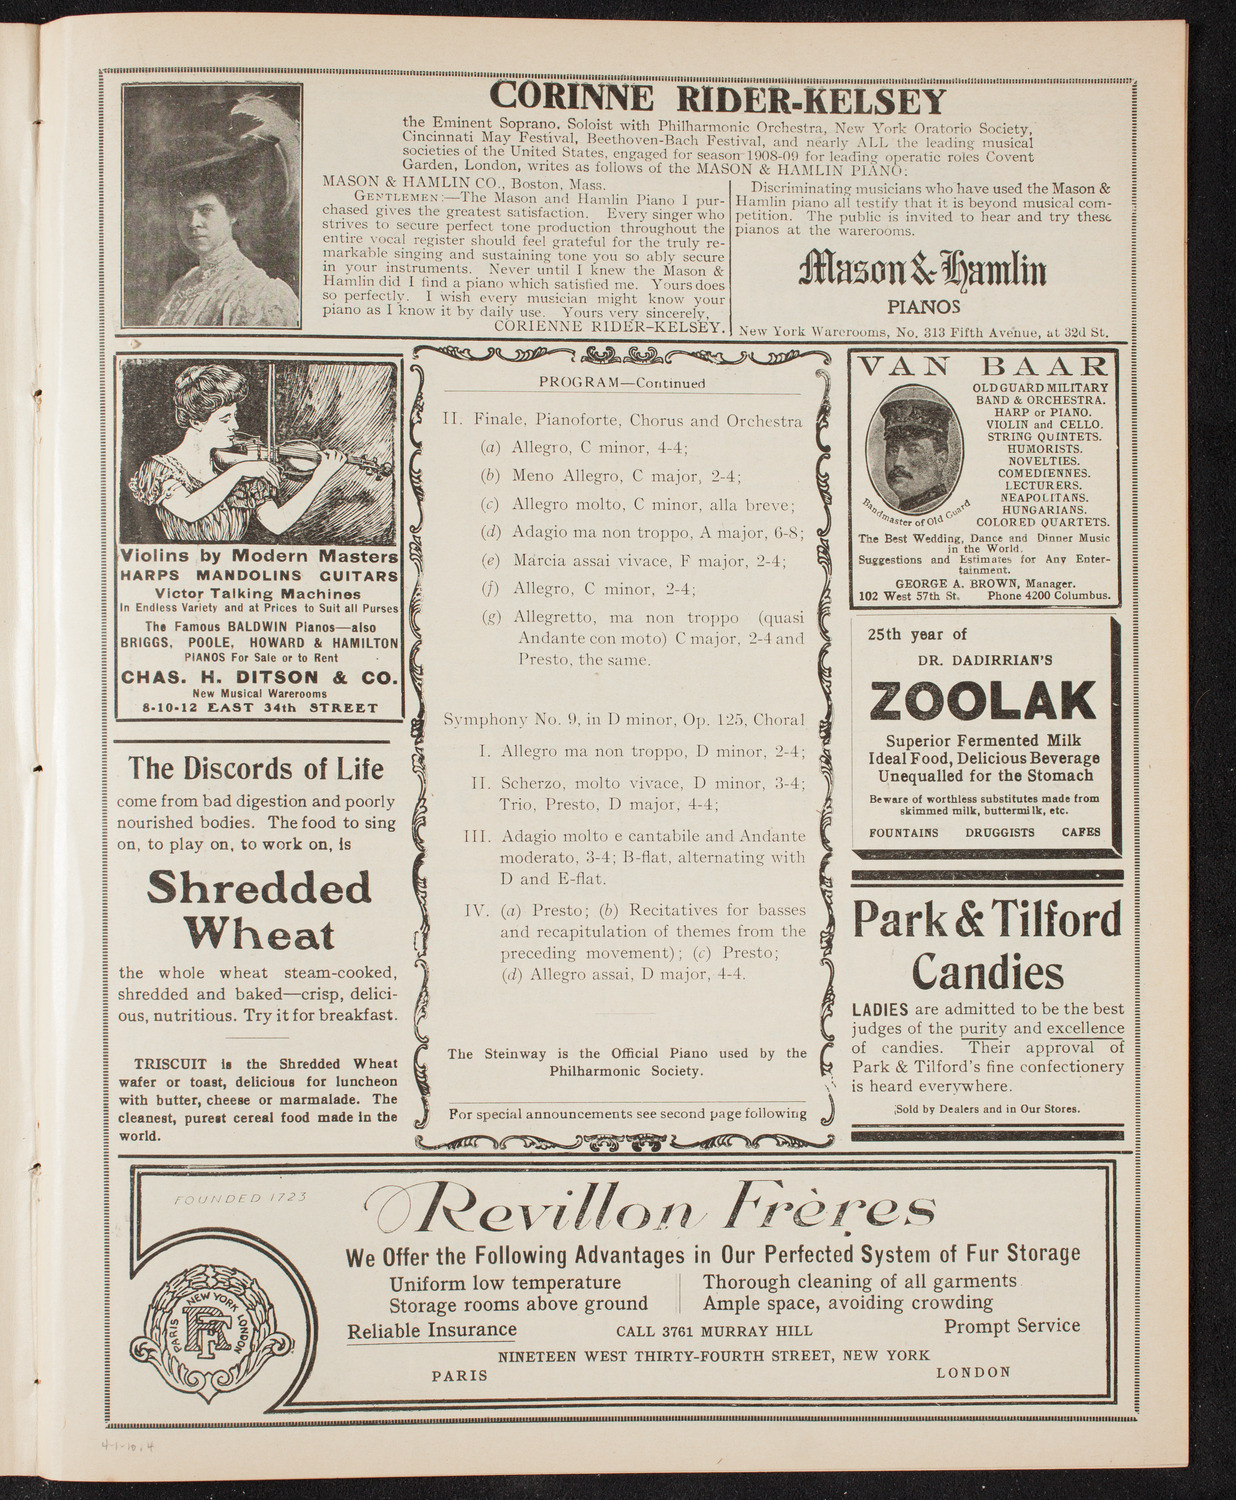 CORINNE RIDER-KELSEY
the Eminent Soprano, Soloist with Philharmonic Orchestra, New York Oratorio Society,
Cincinnati May Festival, Beethoven-Bach Festival, and nearly ALL the leading musical
societies of the United States, engaged for season 1908-09 for leading operatic roles Covent
Garden, London, writes as follows of the MASON & HAMLIN PIANO:
MASON & HAMLIN CO., Boston, Mass.
GENTLEMEN:—The Mason and Hamlin Piano I pur-
chased gives the greatest satisfaction. Every singer who
strives to secure perfect tone production throughout the
entire vocal register should feel grateful for the truly re-
markable singing and sustaining tone you so ably secure
in your instruments. Never until I knew the Mason &
Hamlin did I find a piano which satisfied me. Yours does
so perfectly. I wish every musician might know your
piano as I know it by daily use. Yours very sincerely,
CORIENNE RIDER-KELSEY.
Discriminating musicians who have used the Mason &
Hamlin piano all testify that it is beyond musical com-
petition. The public is invited to hear and try these
pianos at the warerooms.
Mason & Hamlin
PIANOS
New York Warerooms, No. 313 Fifth Avenue, at 32d St.
Violins by Modern Masters
HARPS MANDOLINS GUITARS
Victor Talking Machines
In Endless Variety and at Prices to Suit all Purses
The Famous BALDWIN Pianos—also
BRIGGS, POOLE, HOWARD & HAMILTON
PIANOS For Sale or to Rent
CHAS. H. DITSON & CO.
New Musical Warerooms
8-10-12 EAST 34th STREET
The Discords of Life
come from bad digestion and poorly
nourished bodies. The food to sing
on, to play on, to work on, is
Shredded
Wheat
the whole wheat steam-cooked,
shredded and baked—crisp, delici-
ous, nutritious. Try it for breakfast.
TRISCUIT is the Shredded Wheat
wafer or toast, delicious for luncheon
with butter, cheese or marmalade. The
cleanest, purest cereal food made in the
world.
PROGRAM—Continued
II. Finale, Pianoforte, Chorus and Orchestra
(a) Allegro, C minor, 4-4;
(b) Meno Allegro, C major, 2-4;
(c) Allegro molto, C minor, alla breve;
(d) Adagio ma non troppo, A major, 6-8;
(e) Marcia assai vivace, F major, 2-4;
(f) Allegro, C minor, 2-4;
(g) Allegretto, ma non troppo (quasi
Andante con moto) C major, 2-4 and
Presto, the same.
Symphony No. 9, in D minor, Op. 125, Choral
I. Allegro ma non troppo, D minor, 2-4;
II. Scherzo, molto vivace, D minor, 3-4;
Trio, Presto, D major, 4-4;
III. Adagio molto e cantabile and Andante
moderato, 3-4; B-flat, alternating with
D and E-flat.
IV. (a) Presto; (b) Recitatives for basses
and recapitulation of themes from the
preceding movement); (c) Presto;
(d) Allegro assai, D major, 4-4.
The Steinway is the Official Piano used by the
Philharmonic Society.
For special announcements see second page following
VAN BAAR
Bandmaster of Old Guard
OLD GUARD MILITARY
BAND & ORCHESTRA.
HARP or PIANO.
VIOLIN and CELLO.
STRING QUINTETS.
HUMORISTS.
NOVELTIES.
COMEDIENNES.
LECTURERS.
NEAPOLITANS.
HUNGARIANS.
COLORED QUARTETS.
The Best Wedding, Dance and Dinner Music
in the World.
Suggestions and Estimates for Any Enter-
tainment.
GEORGE A. BROWN, Manager.
102 West 57th St. Phone 4200 Columbus.
25th year of
DR. DADIRRIAN'S
ZOOLAK
Superior Fermented Milk
Ideal Food, Delicious Beverage
Unequalled for the Stomach
Beware of worthless substitutes made from
skimmed milk, buttermilk, etc.
FOUNTAINS DRUGGISTS CAFES
Park & Tilford
Candies
LADIES are admitted to be the best
judges of the purity and excellence
of candies. Their approval of
Park & Tilford's fine confectionery
is heard everywhere.
Sold by Dealers and in Our Stores.
FOUNDED 1723
Revillon Frères
We Offer the Following Advantages in Our Perfected System of Fur Storage
Uniform low temperature
Storage rooms above ground
Thorough cleaning of all garments
Ample space, avoiding crowding
Reliable Insurance
CALL 3761 MURRAY HILL
Prompt Service
NINETEEN WEST THIRTY-FOURTH STREET, NEW YORK
PARIS
LONDON
PARIS NEW YORK LONDON
RF
4-1-10.4